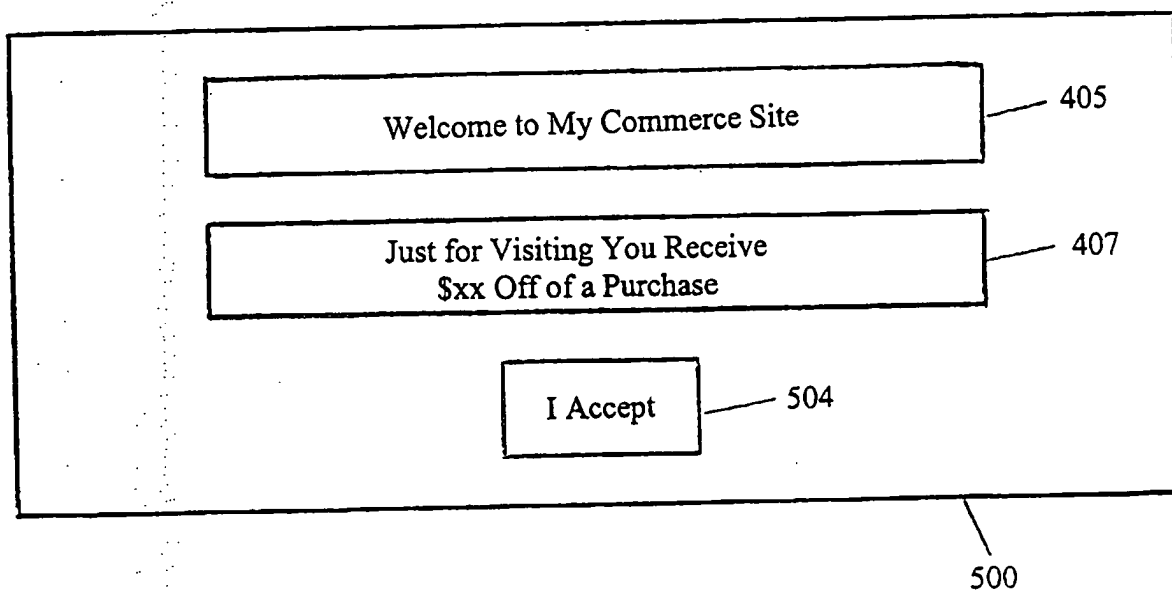 Welcome to My Commerce Site
405
Just for Visiting You Receive
$xx Off of a Purchase
407
I Accept
504
500